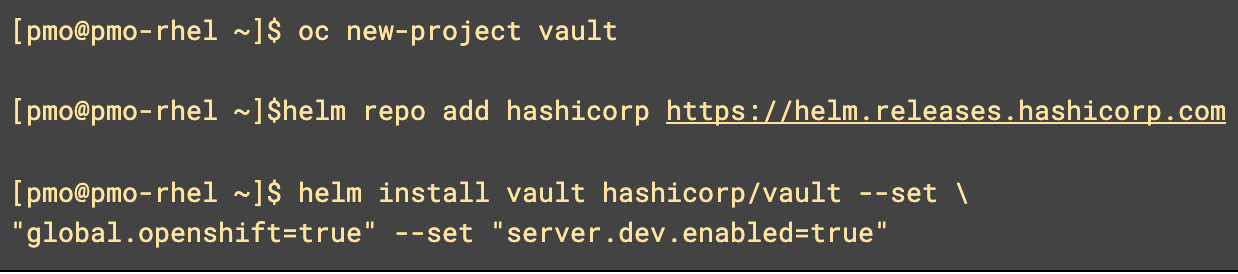 [pmo@pmo-rhel ~]$ oc new-project vault
[pmo@pmo-rhel ~]$helm repo add hashicorp https://helm.releases.hashicorp.com
[pmo@pmo-rhel ~]$ helm install vault hashicorp/vault --set \
"global.openshift=true" --set "server.dev.enabled=true"